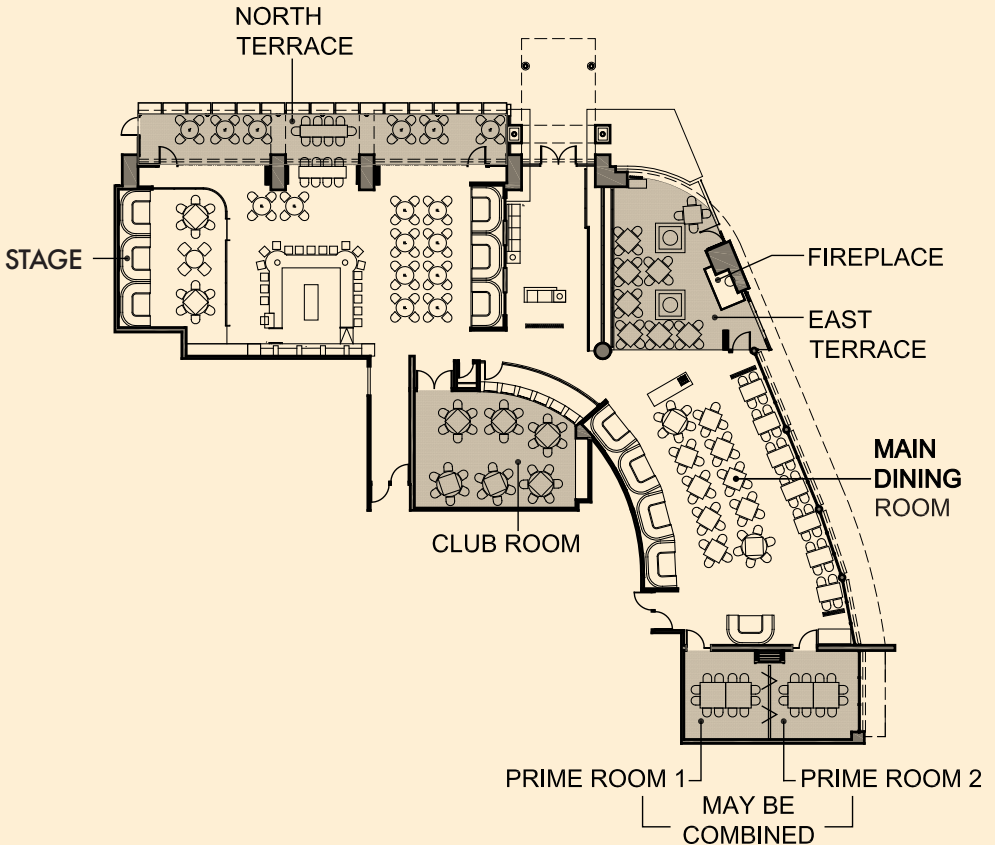 NORTH
TERRACE
STAGE
FIREPLACE
EAST
TERRACE
MAIN
DINING
ROOM
CLUB ROOM
PRIME ROOM 1
PRIME ROOM 2
MAY BE
COMBINED